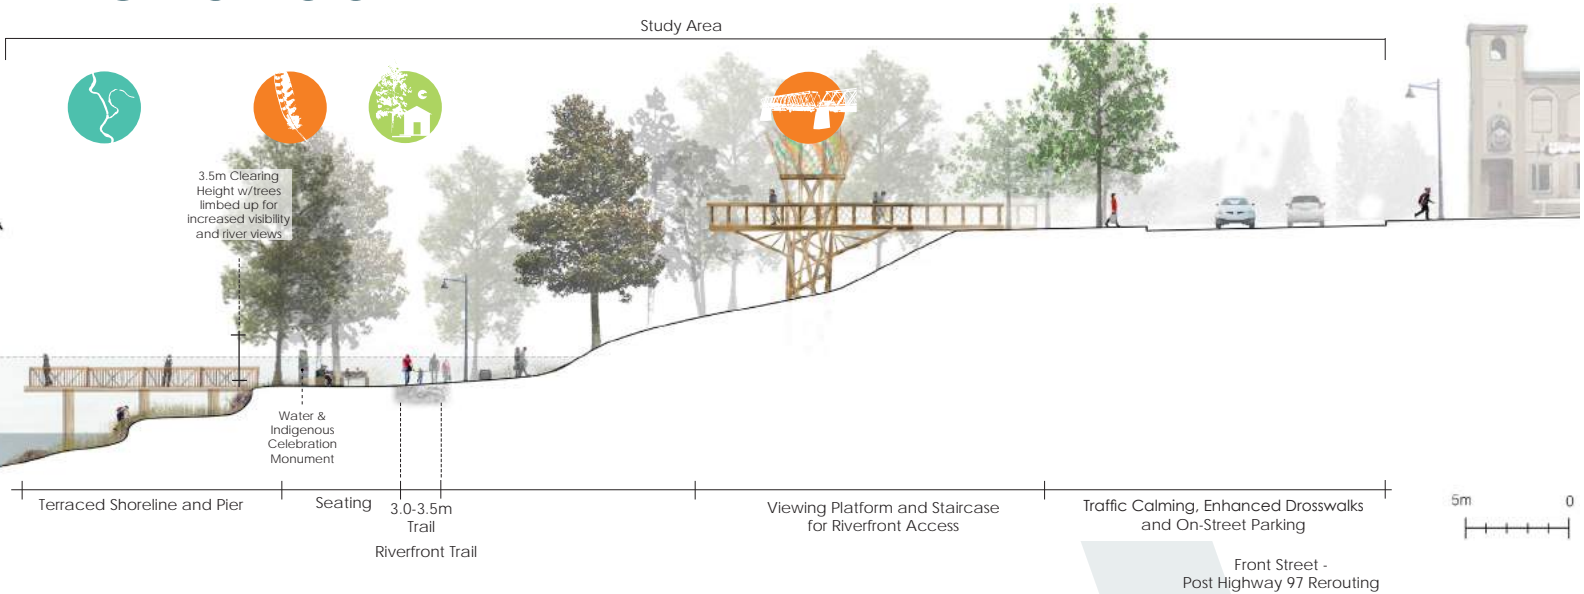 Study Area
3.5m Clearing
Height w/trees
limbed up for
increased visibility
and river views
Water &
Indigenous
Celebration
Monument
Terraced Shoreline and Pier
Seating
3.0-3.5m
Trail
Riverfront Trail
Viewing Platform and Staircase
for Riverfront Access
Traffic Calming, Enhanced Drosswalks
and On-Street Parking
Front Street -
Post Highway 97 Rerouting
5m 0